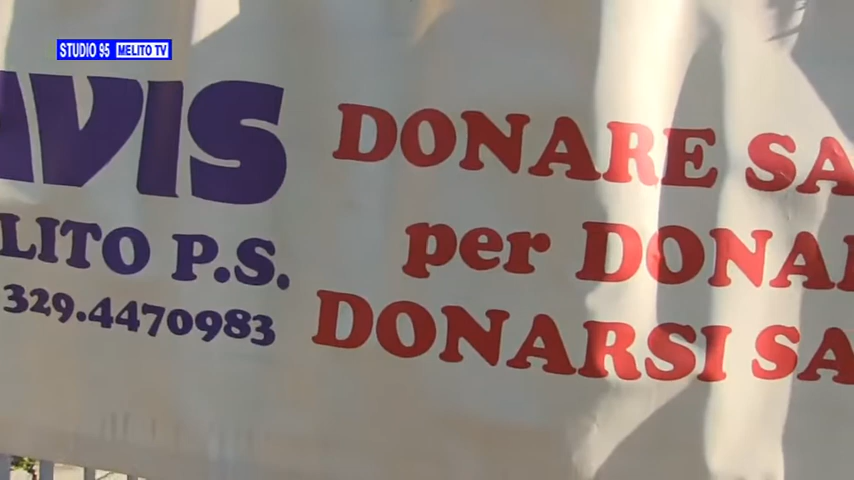 STUDIO 95 MELITO TV
AVIS
LITO P.S.
329.4470983
DONARE SA
per DONA
DONARSI SA